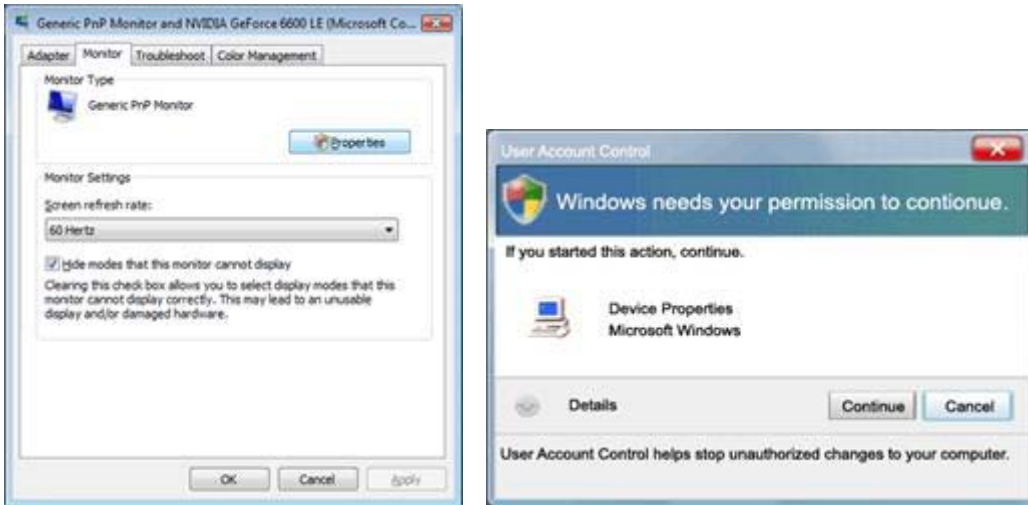 Generic PnP Monitor and NVIDIA GeForce 6600 LE (Microsoft Co...
Adapter Monitor Troubleshoot Color Management
Monitor Type
Generic PnP Monitor
Properties
Monitor Settings
Screen refresh rate:
60 Hertz
Hide modes that this monitor cannot display
Clearing this check box allows you to select display modes that this
monitor cannot display correctly. This may lead to an unusable
display and/or damaged hardware.
OK Cancel Apply
User Account Control
Windows needs your permission to contionue.
If you started this action, continue.
Device Properties
Microsoft Windows
Details Continue Cancel
User Account Control helps stop unauthorized changes to your computer.